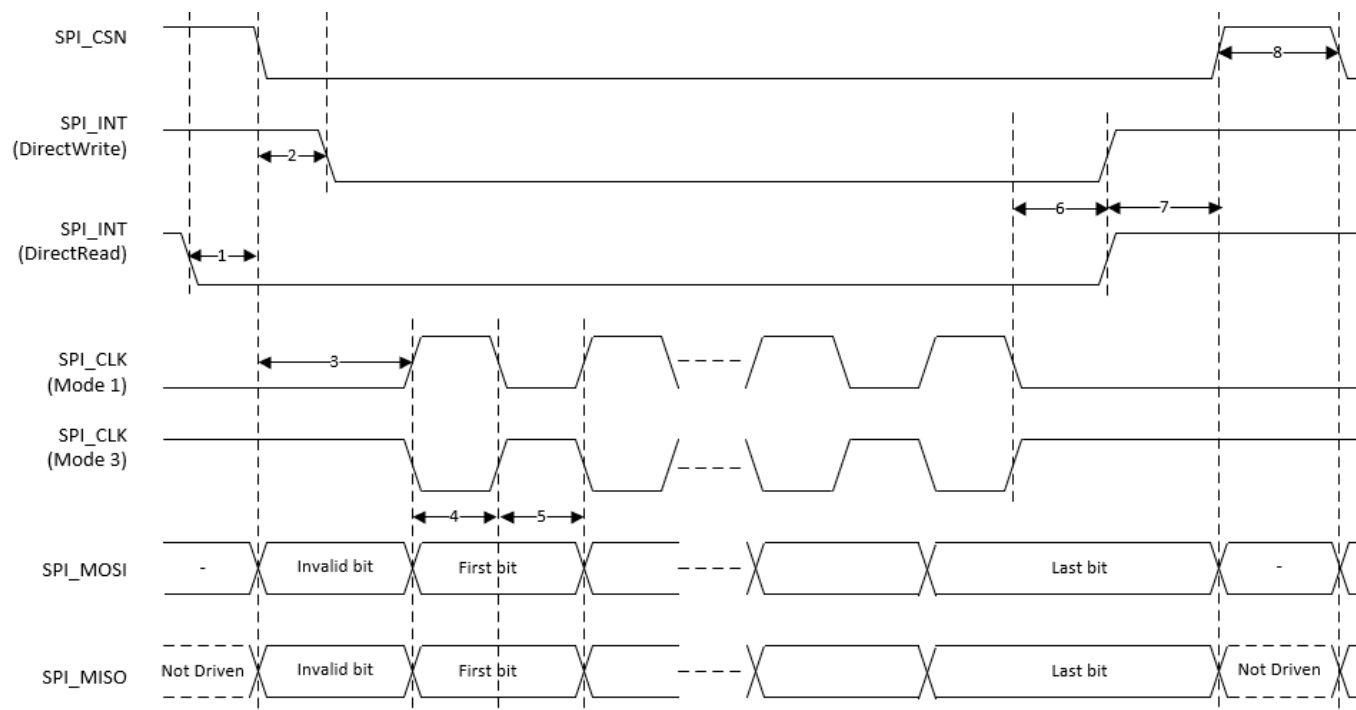 SPI_CSN
8
SPI_INT
(DirectWrite)
2
6
7
SPI_INT
(DirectRead)
1
SPI_CLK
(Mode 1)
3
SPI_CLK
(Mode 3)
4
5
SPI_MOSI
-
Invalid bit
First bit
Last bit
-
SPI_MISO
Not Driven
Invalid bit
First bit
Last bit
Not Driven